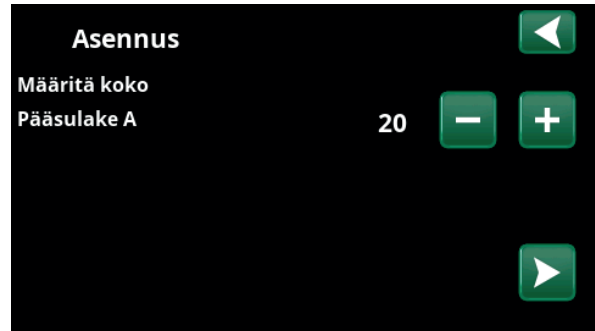 Asennus
Määritä koko
Pääsulake A 20 − +